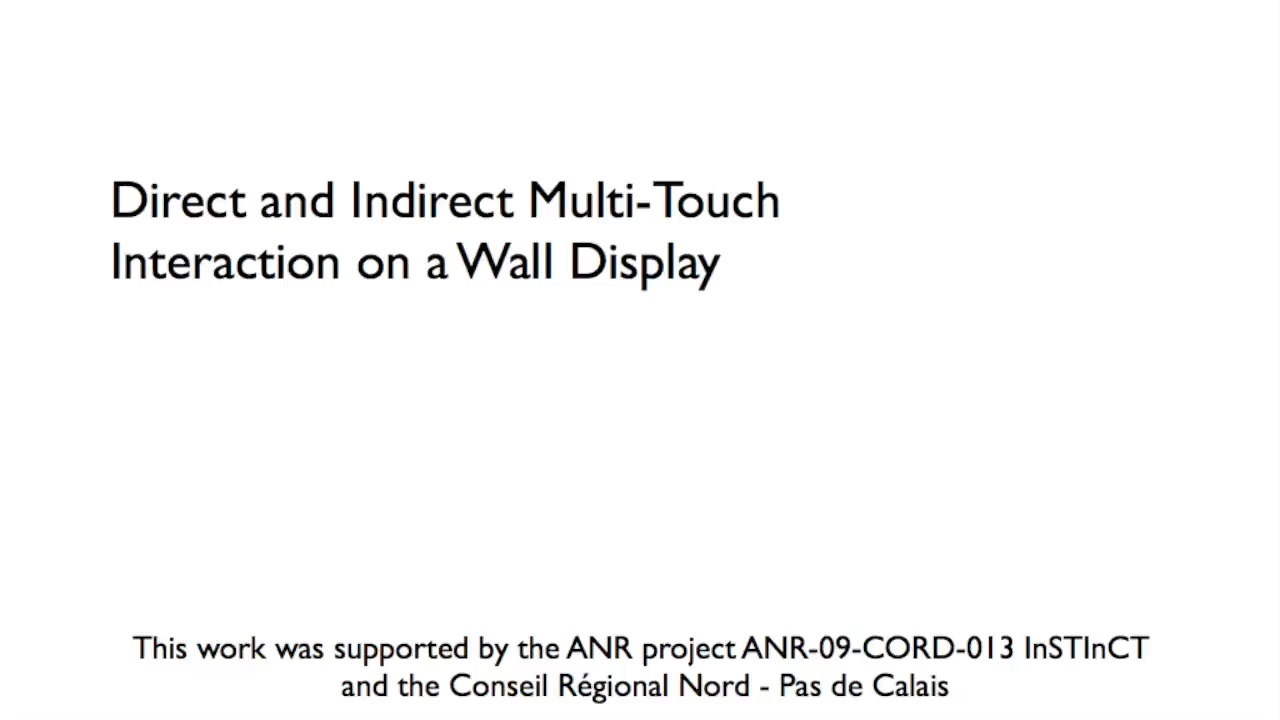 Direct and Indirect Multi-Touch
Interaction on a Wall Display
This work was supported by the ANR project ANR-09-CORD-013 InSTInCT
and the Conseil Régional Nord - Pas de Calais